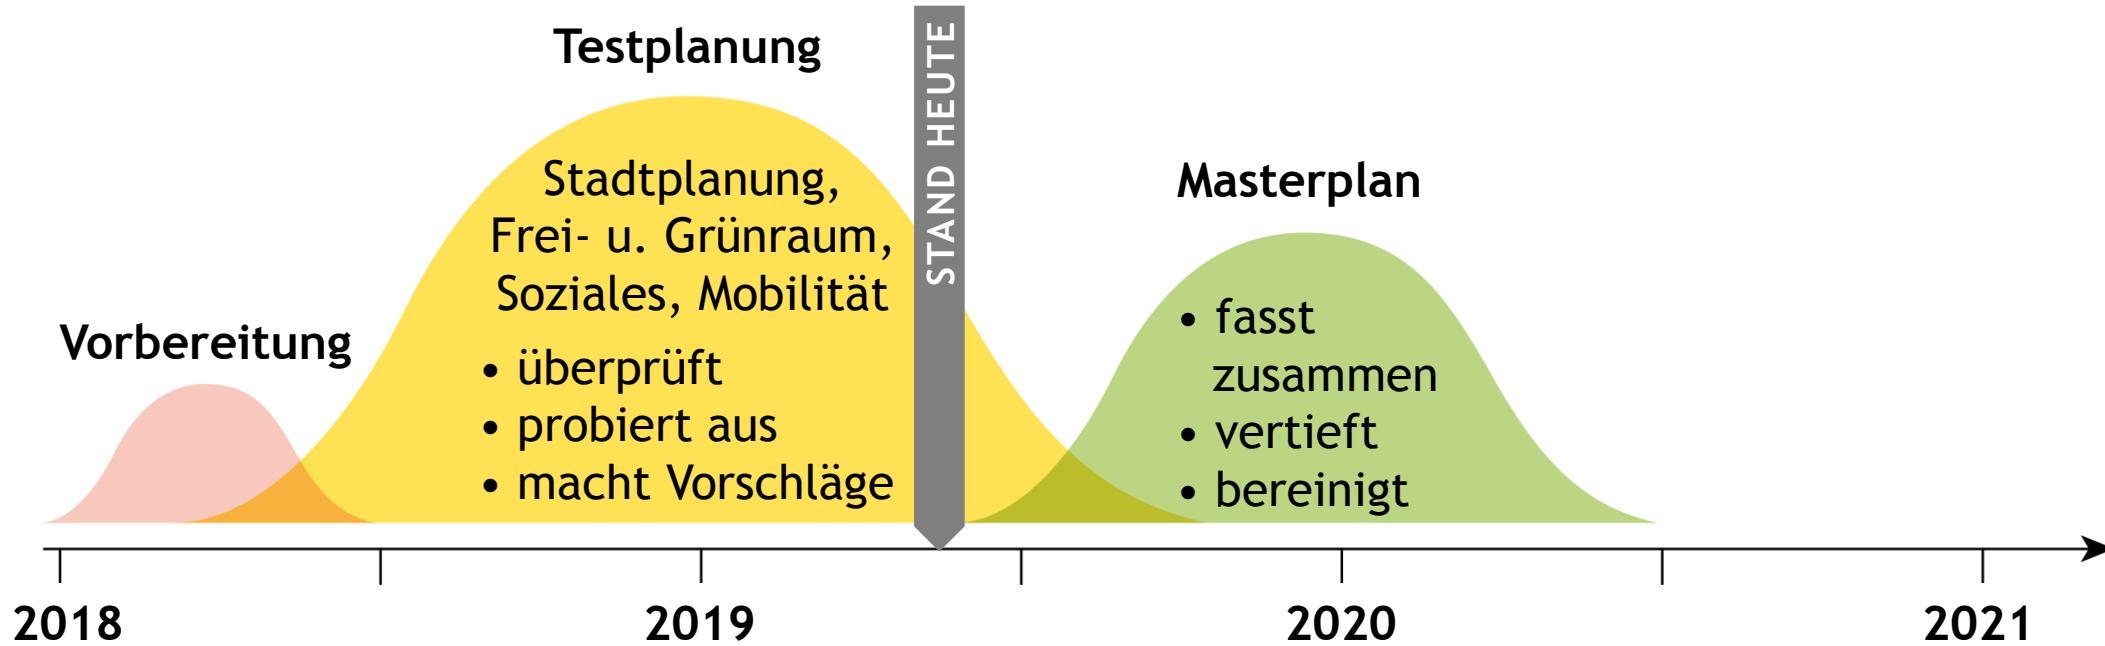 Testplanung
Stadtplanung,
Frei- u. Grünraum,
Soziales, Mobilität
• überprüft
• probiert aus
• macht Vorschläge
STAND HEUTE
Masterplan
• fasst
zusammen
• vertieft
• bereinigt
Vorbereitung
2018
2019
2020
2021